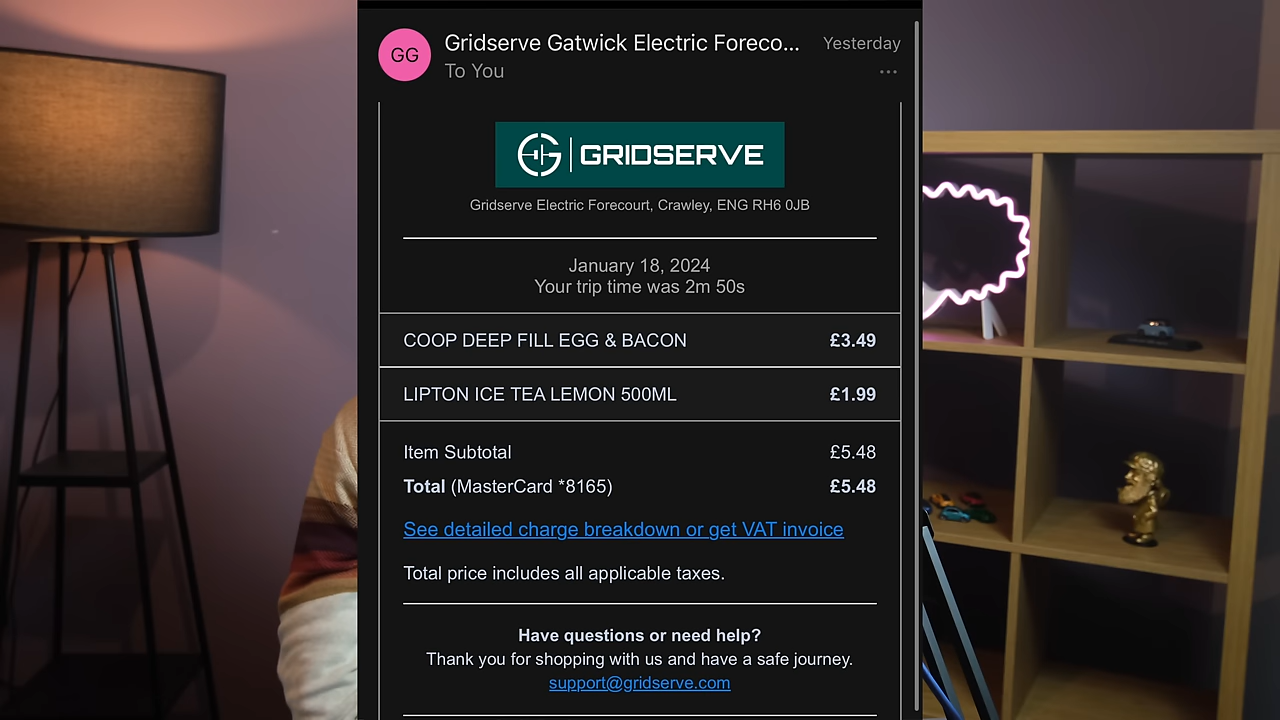 GG
Gridserve Gatwick Electric Foreco...
Yesterday
To You
GRIDSERVE
Gridserve Electric Forecourt, Crawley, ENG RH6 0JB
January 18, 2024
Your trip time was 2m 50s
COOP DEEP FILL EGG & BACON £3.49
LIPTON ICE TEA LEMON 500ML £1.99
Item Subtotal £5.48
Total (MasterCard *8165) £5.48
See detailed charge breakdown or get VAT invoice
Total price includes all applicable taxes.
Have questions or need help?
Thank you for shopping with us and have a safe journey.
support@gridserve.com